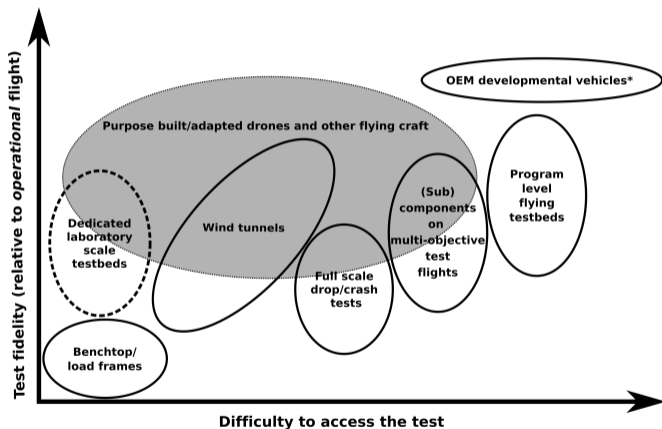 Test fidelity (relative to operational flight)
OEM developmental vehicles*
Purpose built/adapted drones and other flying craft
Program
level
flying
testbeds
(Sub)
components
on
multi-objective
test
flights
Wind tunnels
Dedicated
laboratory
scale
testbeds
Full scale
drop/crash
tests
Benchtop/
load frames
Difficulty to access the test